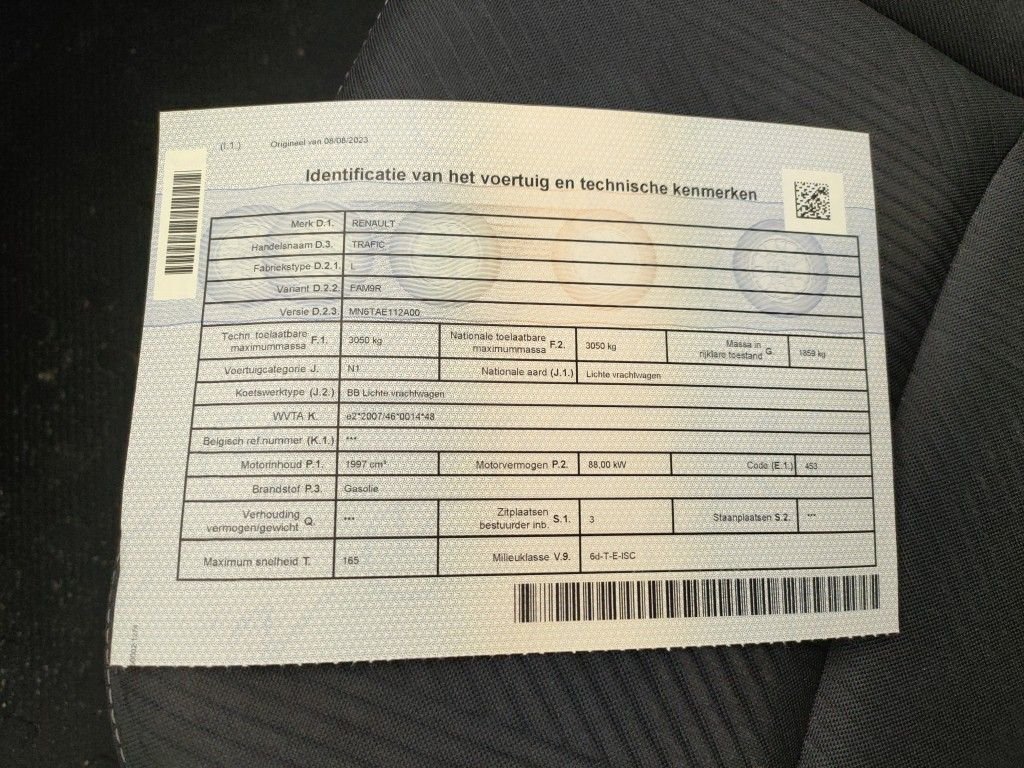 (I.1.) Origineel van 08/08/2023
Identificatie van het voertuig en technische kenmerken
Merk D.1. RENAULT
Handelsnaam D.3. TRAFIC
Fabriekstype D.2.1. L
Variant D.2.2. FAM9R
Versie D.2.3. MN6TAE112A00
Techn. toelaatbare maximummassa F.1. 3050 kg Nationale toelaatbare maximummassa F.2. 3050 kg Massa in rijklare toestand G. 1859 kg
Voertuigcategorie J. N1 Nationale aard (J.1.) Lichte vrachtwagen
Koetswerktype (J.2.) BB Lichte vrachtwagen
WVTA K. e2*2007/46*0014*48
Belgisch ref.nummer (K.1.) ***
Motorinhoud P.1. 1997 cm³ Motorvermogen P.2. 88,00 kW Code (E.1.) 453
Brandstof P.3. Gasolie
Verhouding vermogen/gewicht Q. *** Zitplaatsen bestuurder inb. S.1. 3 Staanplaatsen S.2. ***
Maximum snelheid T. 165 Milieuklasse V.9. 6d-T-E-ISC